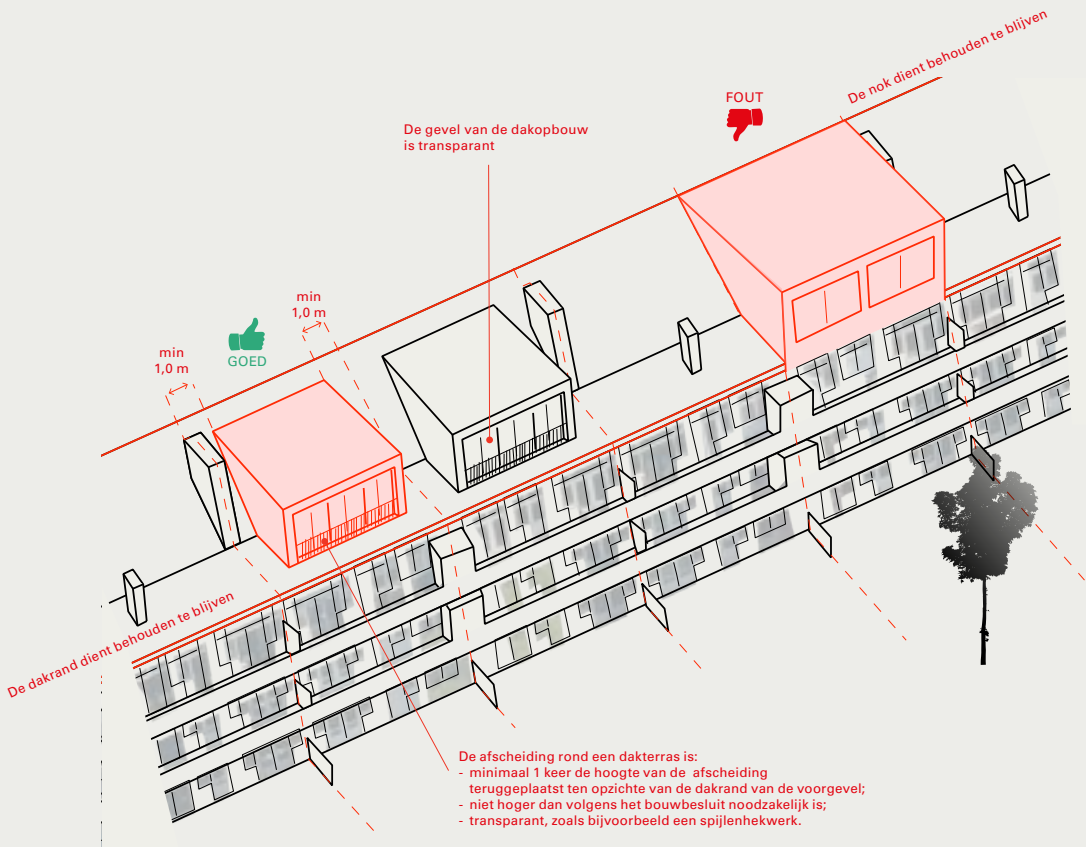 De nok dient behouden te blijven
FOUT
De gevel van de dakopbouw
is transparant
min
1,0 m
GOED
min
1,0 m
De dakrand dient behouden te blijven
De afscheiding rond een dakterras is:
- minimaal 1 keer de hoogte van de afscheiding
teruggeplaatst ten opzichte van de dakrand van de voorgevel;
- niet hoger dan volgens het bouwbesluit noodzakelijk is;
- transparant, zoals bijvoorbeeld een spijlenhekwerk.